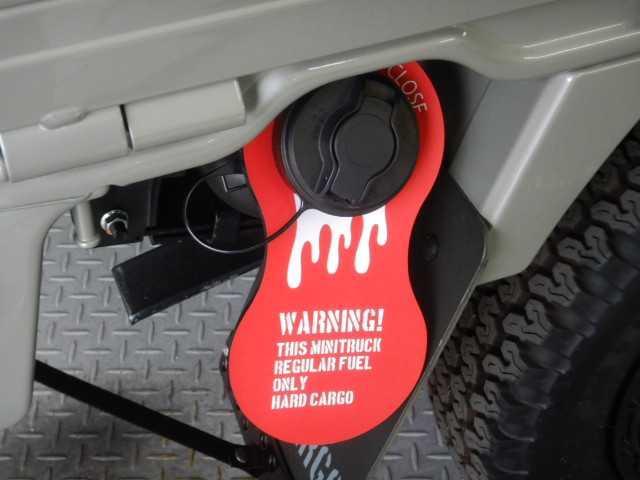 CLOSE
WARNING!
THIS MINITRUCK
REGULAR FUEL
ONLY
HARD CARGO